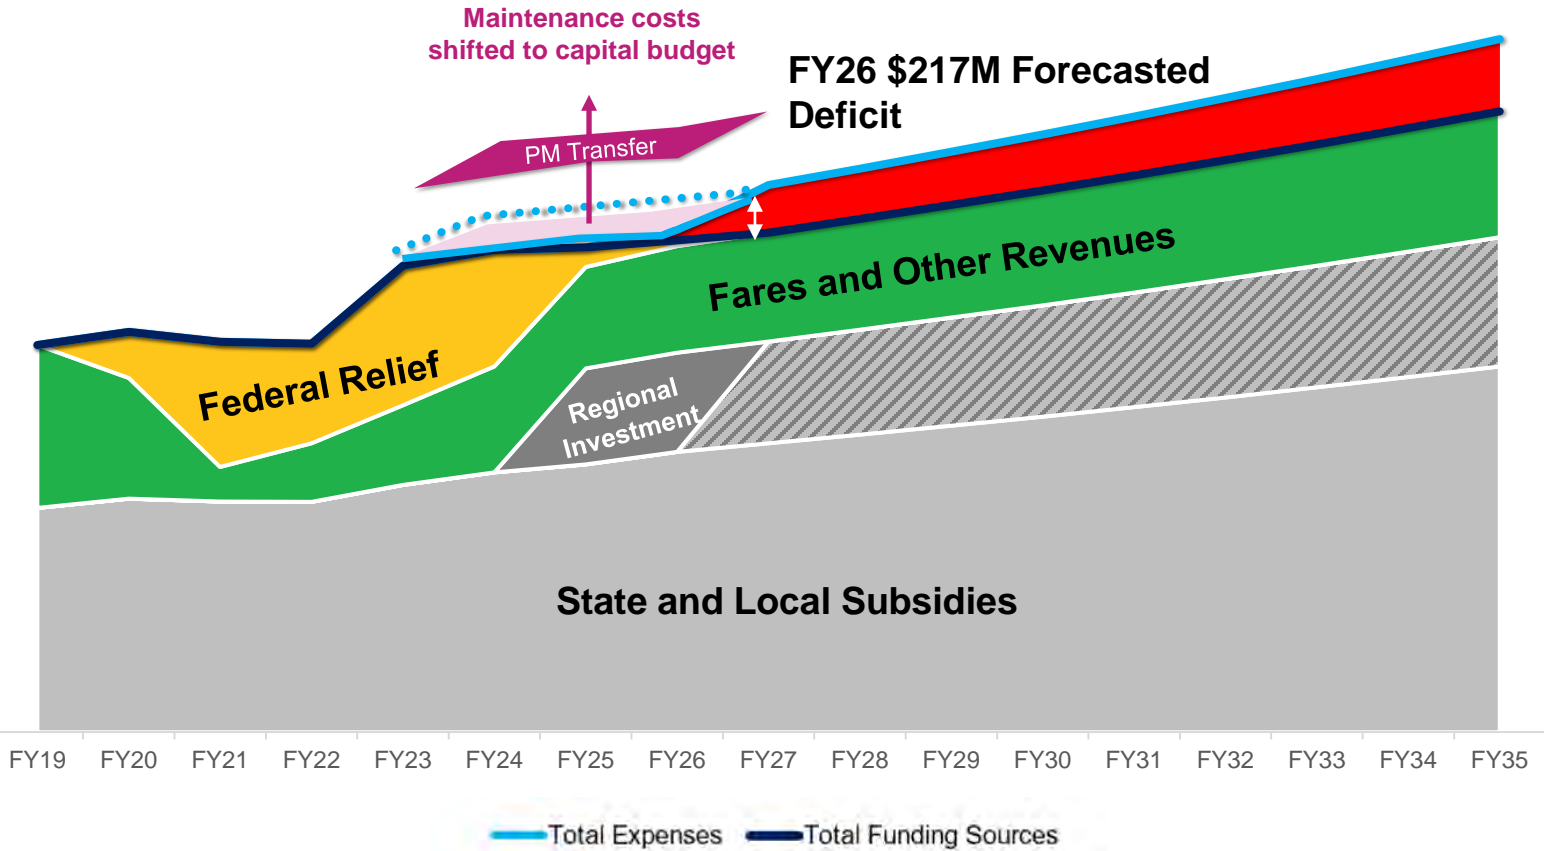 Maintenance costs
shifted to capital budget
FY26 $217M Forecasted
Deficit
PM Transfer
Fares and Other Revenues
Federal Relief
Regional
Investment
State and Local Subsidies
FY19 FY20 FY21 FY22 FY23 FY24 FY25 FY26 FY27 FY28 FY29 FY30 FY31 FY32 FY33 FY34 FY35
Total Expenses Total Funding Sources